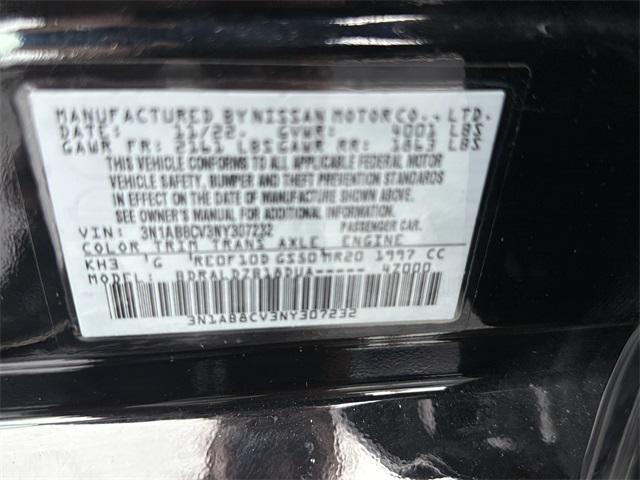 MANUFACTURED BY NISSAN MOTOR CO., LTD.
DATE: 11/22 GVWR: 4001 LBS
GAWR FR: 2161 LBS GAWR RR: 1863 LBS
THIS VEHICLE CONFORMS TO ALL APPLICABLE FEDERAL MOTOR
VEHICLE SAFETY, BUMPER AND THEFT PREVENTION STANDARDS
IN EFFECT ON THE DATE OF MANUFACTURE SHOWN ABOVE.
SEE OWNER'S MANUAL FOR ADDITIONAL INFORMATION.
VIN: 3N1AB8CV3NY307232 PASSENGER CAR.
COLOR TRIM TRANS AXLE ENGINE
KH3 G RE0F10D GS50 MR20 1997 CC
MODEL: BDRALDZB18DUA----- 4Z000
3N1AB8CV3NY307232